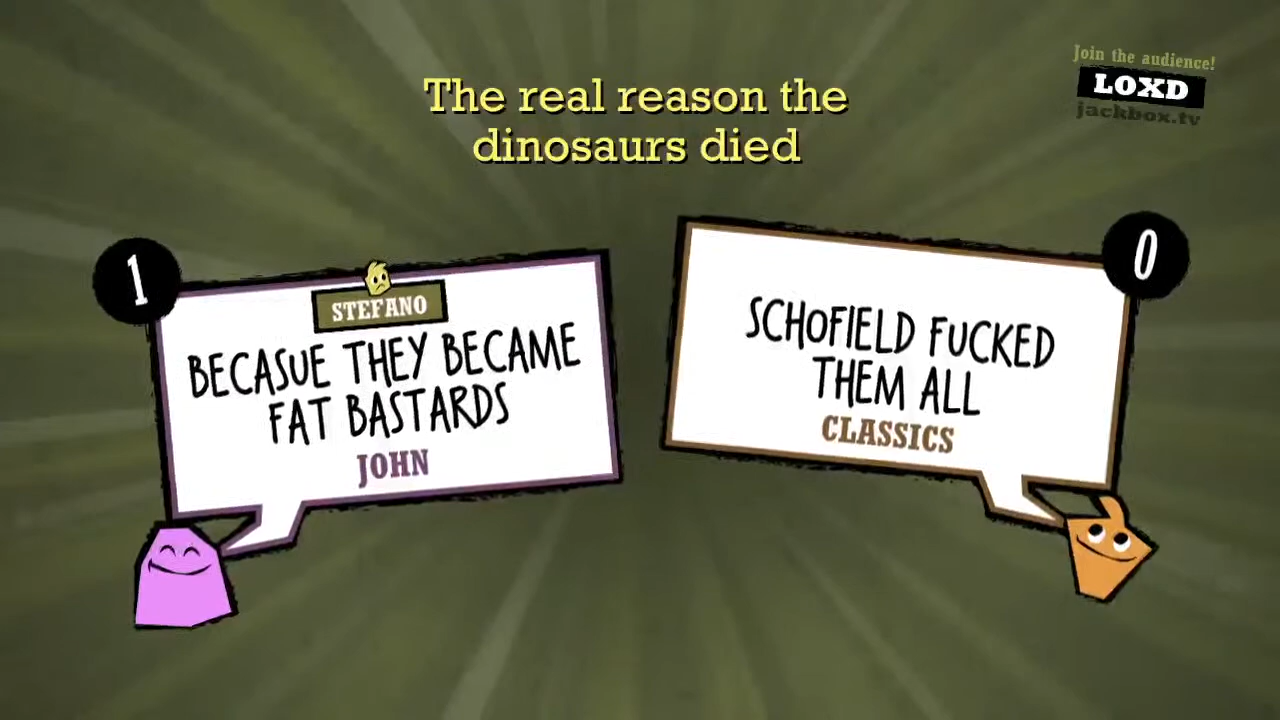 Join the audience!
LOXD
jackbox.tv
The real reason the
dinosaurs died
1
STEFANO
BECASUE THEY BECAME
FAT BASTARDS
JOHN
0
SCHOFIELD FUCKED
THEM ALL
CLASSICS